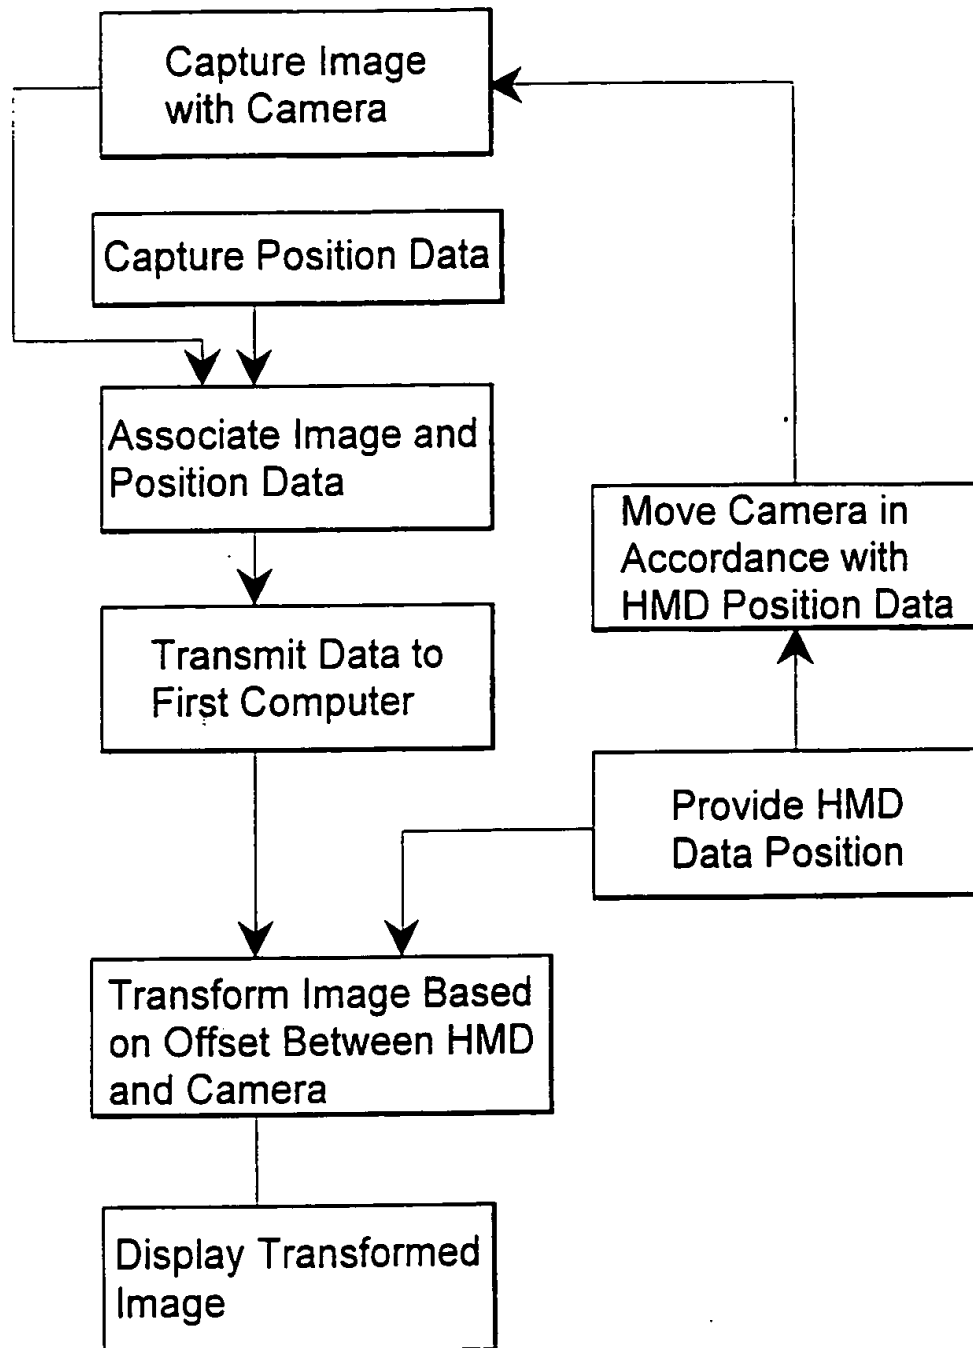 Capture Image
with Camera
Capture Position Data
Associate Image and
Position Data
Move Camera in
Accordance with
HMD Position Data
Transmit Data to
First Computer
Provide HMD
Data Position
Transform Image Based
on Offset Between HMD
and Camera
Display Transformed
Image